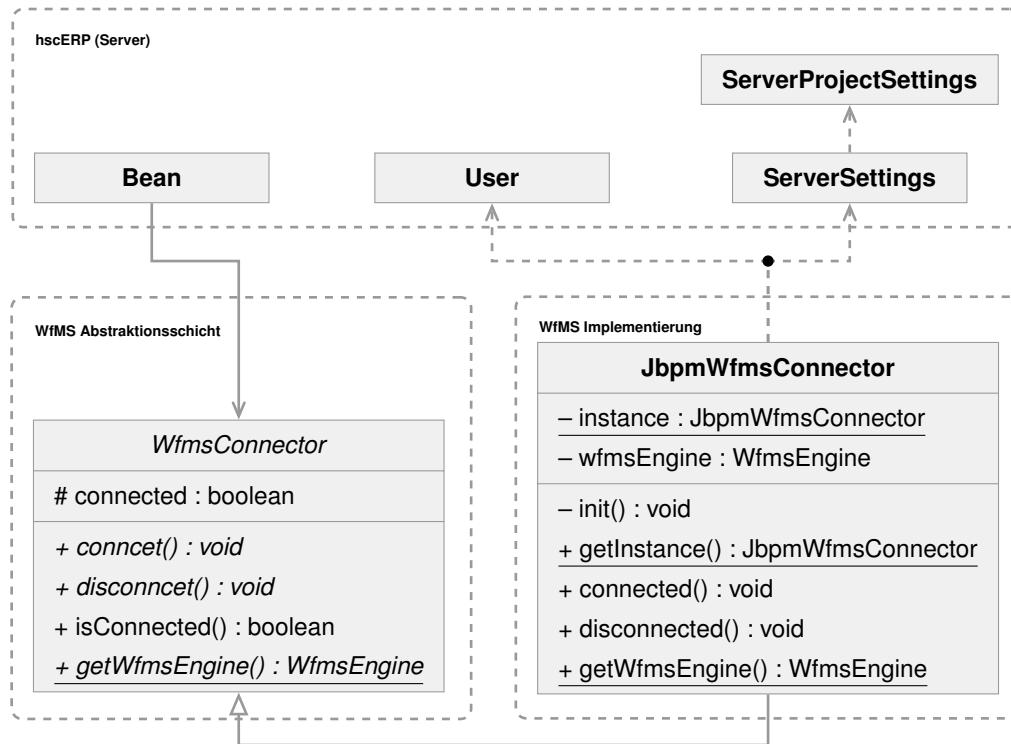 hscERP (Server)
ServerProjectSettings
Bean
User
ServerSettings
WfMS Abstraktionsschicht
WfmsConnector
# connected : boolean
+ conncet() : void
+ disconncet() : void
+ isConnected() : boolean
+ getWfmsEngine() : WfmsEngine
WfMS Implementierung
JbpmWfmsConnector
– instance : JbpmWfmsConnector
– wfmsEngine : WfmsEngine
– init() : void
+ getInstance() : JbpmWfmsConnector
+ connected() : void
+ disconnected() : void
+ getWfmsEngine() : WfmsEngine